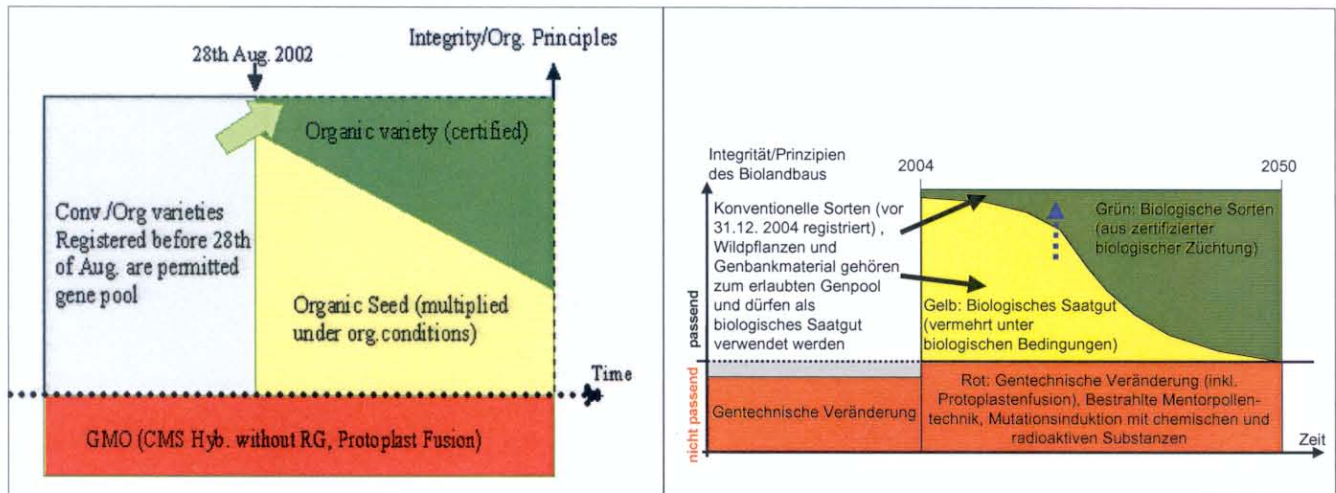 Integrity/Org. Principles
28th Aug. 2002
Organic variety (certified)
Conv./Org varieties
Registered before 28th
of Aug. are permitted
gene pool
Organic Seed (multiplied
under org.conditions)
Time
GMO (CMS Hyb. without RG, Protoplast Fusion)
Integrität/Prinzipien
des Biolandbaus
2004
2050
Konventionelle Sorten (vor
31.12. 2004 registriert) ,
Wildpflanzen und
Genbankmaterial gehören
zum erlaubten Genpool
und dürfen als
biologisches Saatgut
verwendet werden
Grün: Biologische Sorten
(aus zertifizierter
biologischer Züchtung)
Gelb: Biologisches Saatgut
(vermehrt unter
biologischen Bedingungen)
passend
nicht passend
Gentechnische Veränderung
Rot: Gentechnische Veränderung (inkl.
Protoplastenfusion), Bestrahlte Mentorpollen-
technik, Mutationsinduktion mit chemischen und
radioaktiven Substanzen
Zeit